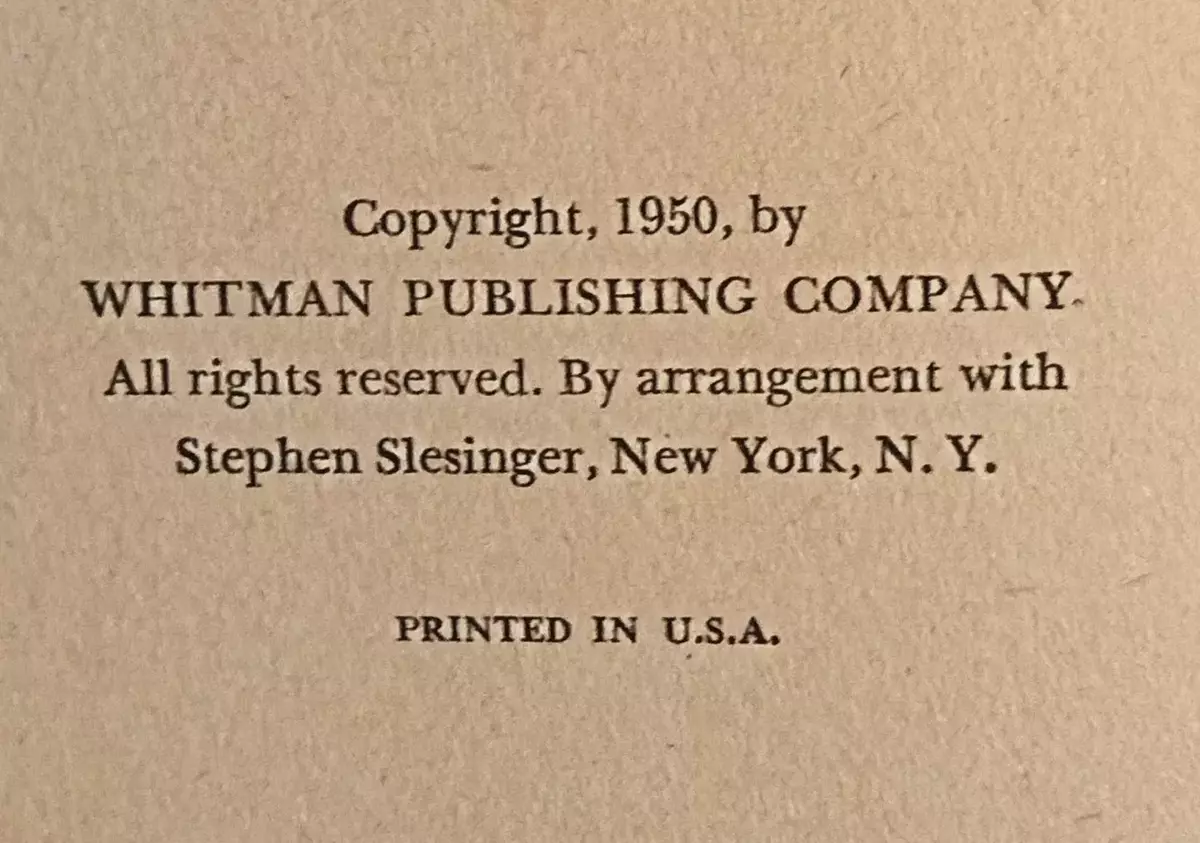 Copyright, 1950, by
WHITMAN PUBLISHING COMPANY.
All rights reserved. By arrangement with
Stephen Slesinger, New York, N. Y.
PRINTED IN U.S.A.